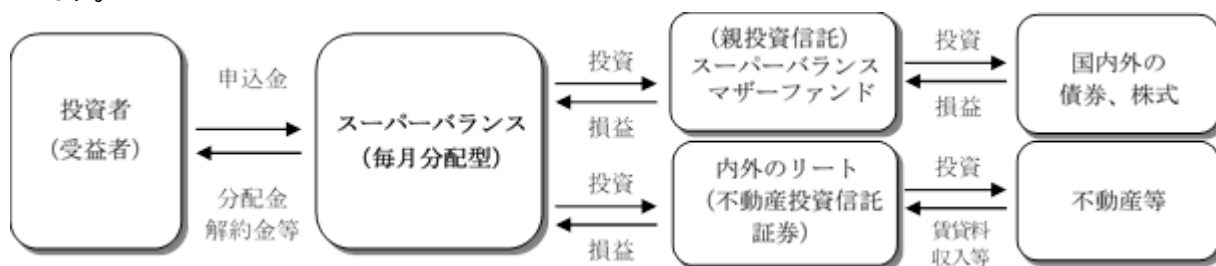 す。
投資者
（受益者）
申込金
分配金
解約金等
スーパーバランス
（毎月分配型）
投資
損益
（親投資信託）
スーパーバランス
マザーファンド
投資
損益
国内外の
債券、株式
投資
損益
内外のリート
（不動産投資信託
証券）
投資
賃貸料
収入等
不動産等